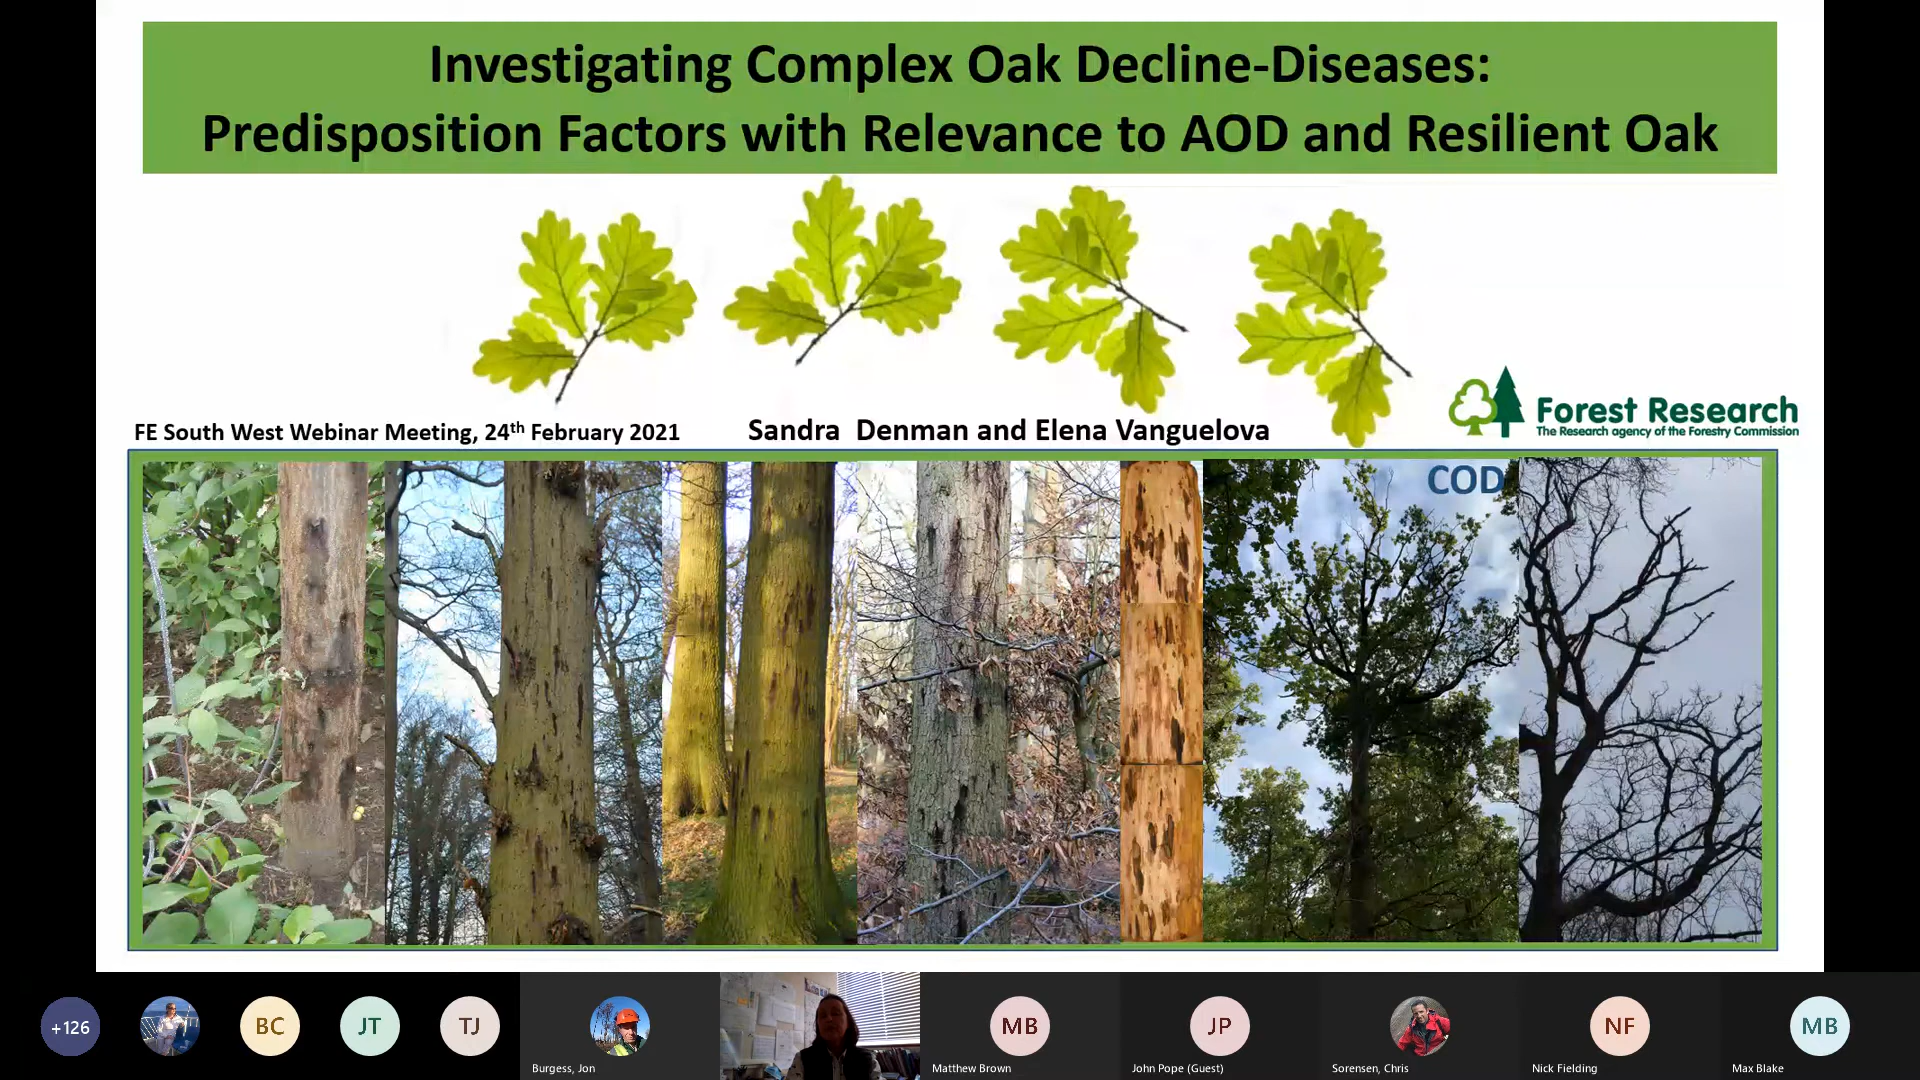 Investigating Complex Oak Decline-Diseases:
Predisposition Factors with Relevance to AOD and Resilient Oak
FE South West Webinar Meeting, 24th February 2021
Sandra  Denman and Elena Vanguelova
Forest Research
The Research agency of the Forestry Commission
COD
+126
BC
JT
TJ
Burgess, Jon
MB
Matthew Brown
JP
John Pope (Guest)
Sorensen, Chris
NF
Nick Fielding
MB
Max Blake